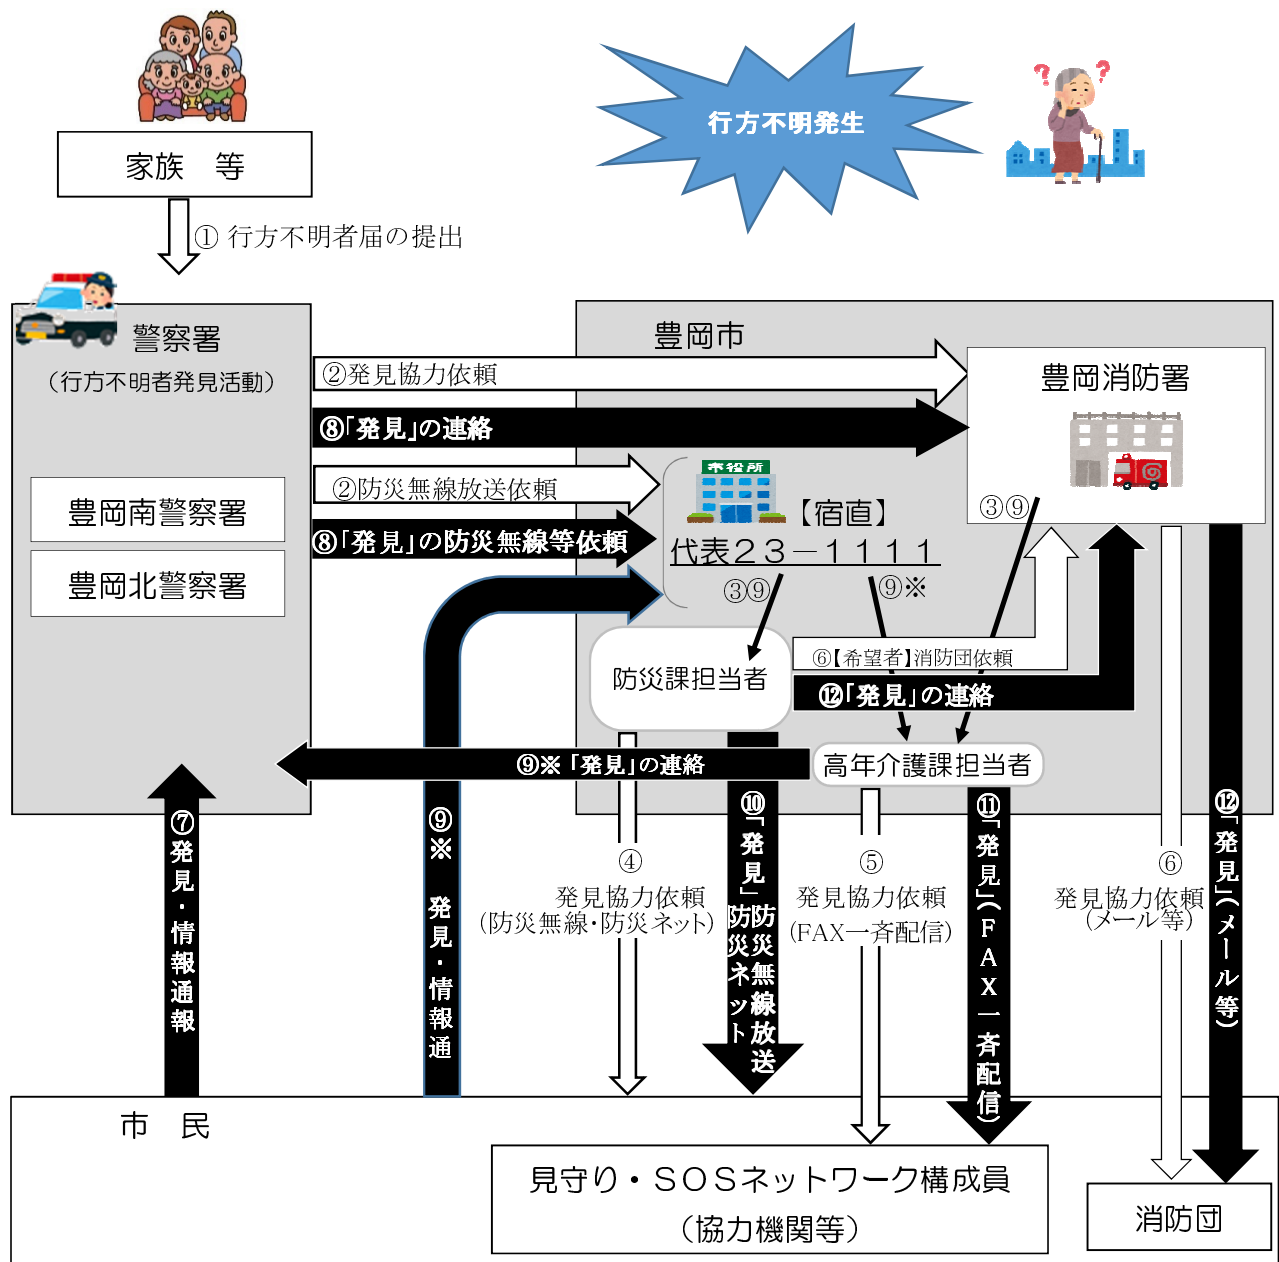 行方不明発生
家族　等
① 行方不明者届の提出
警察署
（行方不明者発見活動）
豊岡南警察署
豊岡北警察署
豊岡市
②発見協力依頼
⑧「発見」の連絡
②防災無線放送依頼
⑧「発見」の防災無線等依頼
豊岡消防署
市役所
【宿直】
代表２３－１１１１
③⑨
③⑨
⑨※
防災課担当者
⑥【希望者】消防団依頼
⑫「発見」の連絡
高年介護課担当者
⑨※「発見」の連絡
⑦発見・情報通報
⑨※　発見・情報通
④
発見協力依頼
（防災無線・防災ネット）
⑩「発見」防災無線放送
防災ネット
⑤
発見協力依頼
（FAX一斉配信）
⑪「発見」（ＦＡＸ一斉配信）
⑥
発見協力依頼
（メール等）
⑫「発見」（メール等）
市　民
見守り・ＳＯＳネットワーク構成員
（協力機関等）
消防団